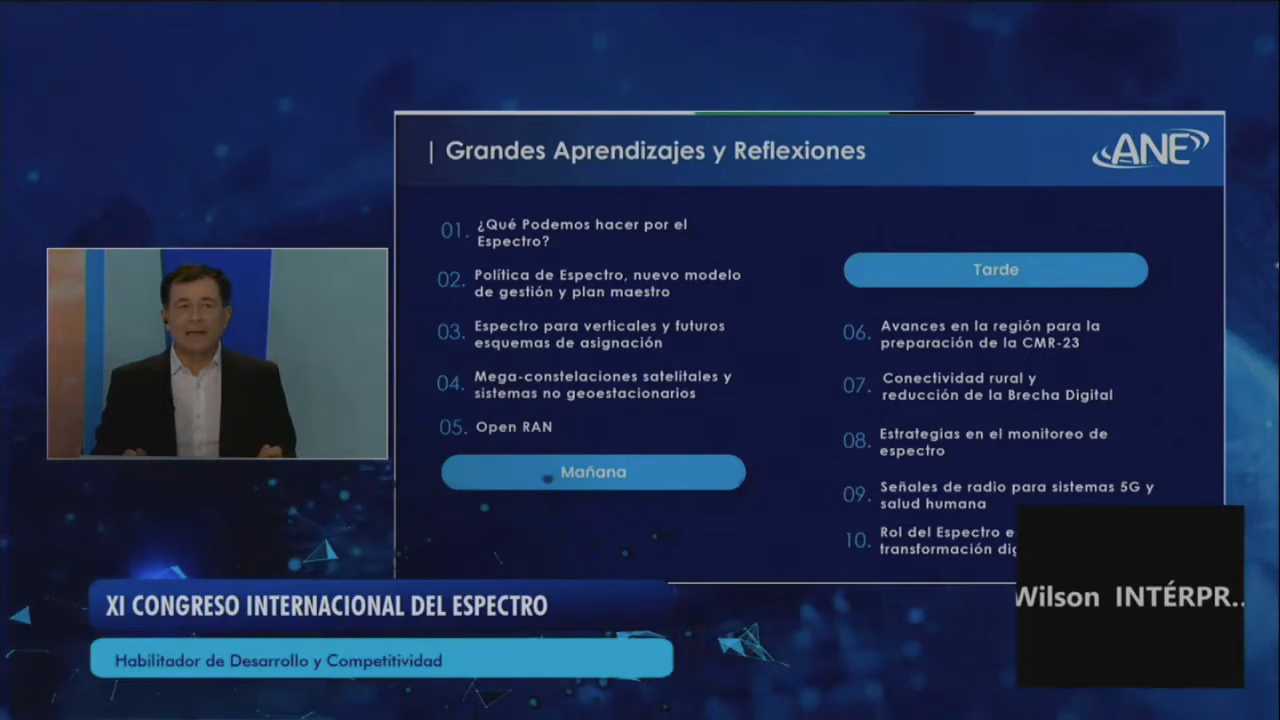 | Grandes Aprendizajes y Reflexiones
ANE
01. ¿Qué Podemos hacer por el
Espectro?
02. Política de Espectro, nuevo modelo
de gestión y plan maestro
03. Espectro para verticales y futuros
esquemas de asignación
04. Mega-constelaciones satelitales y
sistemas no geoestacionarios
05. Open RAN
Mañana
Tarde
06. Avances en la región para la
preparación de la CMR-23
07. Conectividad rural y
reducción de la Brecha Digital
08. Estrategias en el monitoreo de
espectro
09. Señales de radio para sistemas 5G y
salud humana
10. Rol del Espectro e
transformación dig
Wilson INTÉRPR...
XI CONGRESO INTERNACIONAL DEL ESPECTRO
Habilitador de Desarrollo y Competitividad